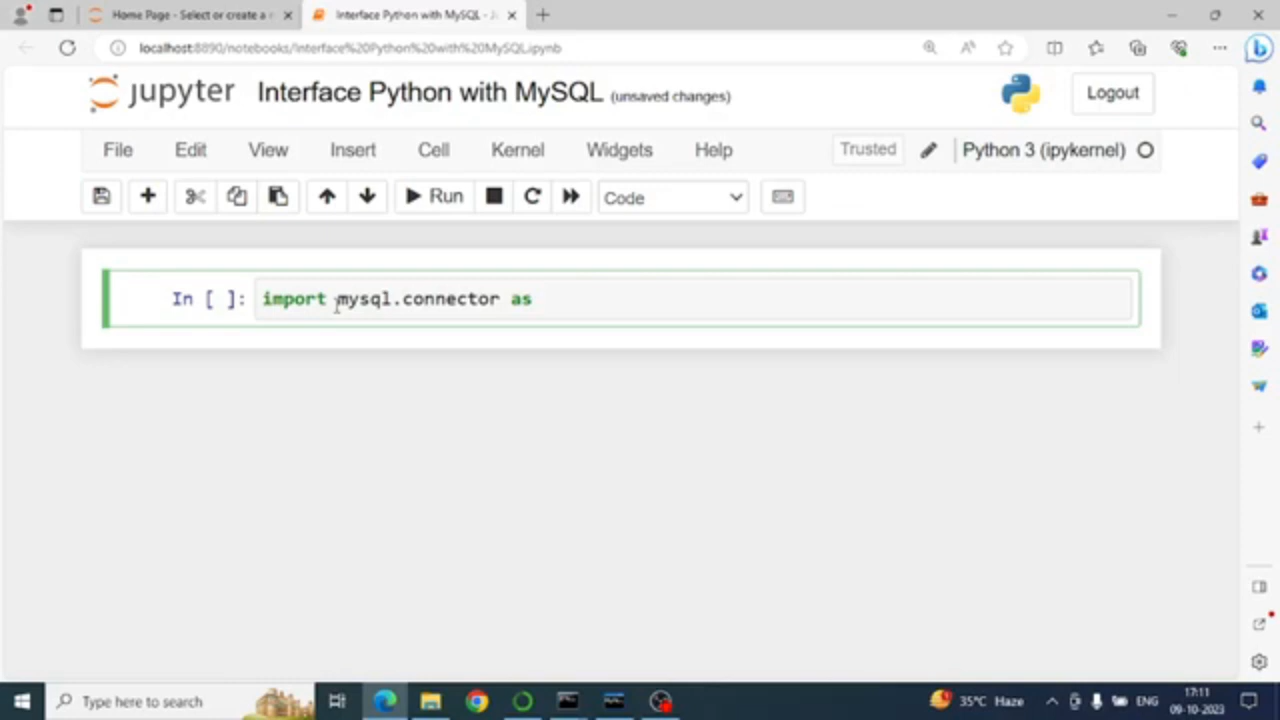 Home Page - Select or create a n
Interface Python with MySQL - Ju
localhost:8890/notebooks/Interface%20Python%20with%20MySQL.ipynb
jupyter Interface Python with MySQL (unsaved changes)
Logout
File Edit View Insert Cell Kernel Widgets Help
Trusted
Python 3 (ipykernel)
Run
Code
In [ ]: import mysql.connector as
Type here to search
35°C Haze
ENG
17:11
09-10-2023